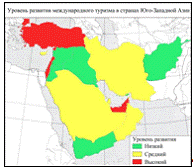 Уровень развития международного туризма в странах Юго-Западной Азии
Уровень развития
Низкий
Средний
Высокий